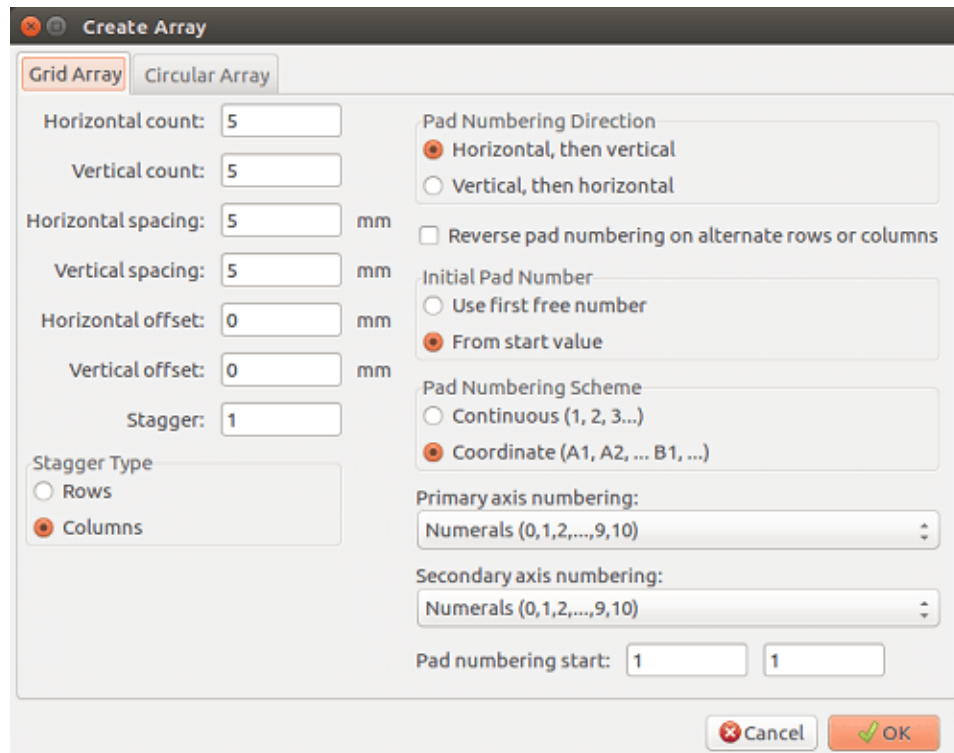 Create Array
Grid Array
Circular Array
Horizontal count: 5
Vertical count: 5
Horizontal spacing: 5 mm
Vertical spacing: 5 mm
Horizontal offset: 0 mm
Vertical offset: 0 mm
Stagger: 1
Stagger Type
Rows
Columns
Pad Numbering Direction
Horizontal, then vertical
Vertical, then horizontal
Reverse pad numbering on alternate rows or columns
Initial Pad Number
Use first free number
From start value
Pad Numbering Scheme
Continuous (1, 2, 3...)
Coordinate (A1, A2, ... B1, ...)
Primary axis numbering:
Numerals (0,1,2,...,9,10)
Secondary axis numbering:
Numerals (0,1,2,...,9,10)
Pad numbering start: 1 1
Cancel
OK